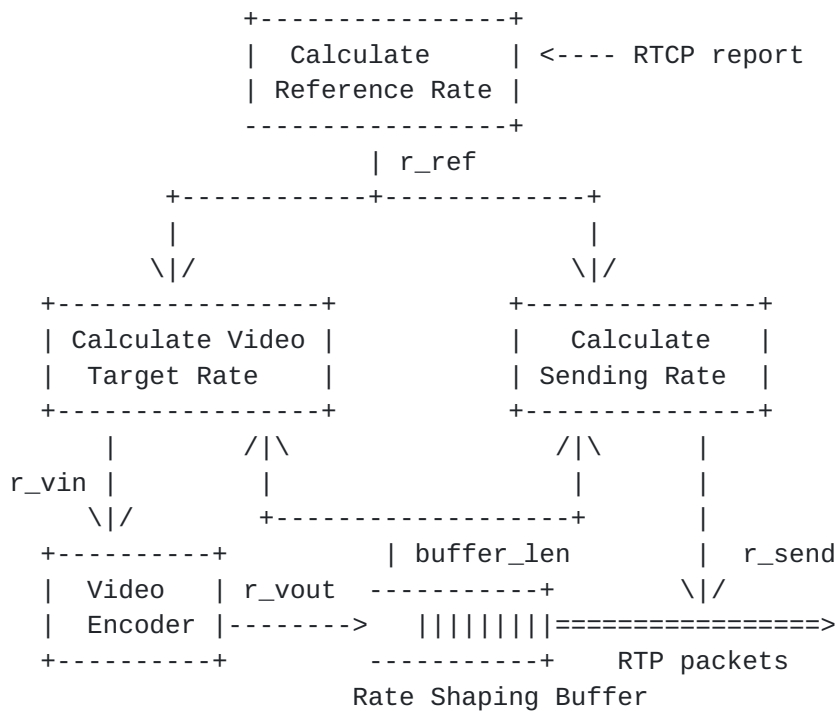 +----------------+
|  Calculate     | <---- RTCP report
| Reference Rate |
-----------------+
| r_ref
+------------+-------------+
|                          |
\|/                        \|/
+-----------------+           +---------------+
| Calculate Video |           |   Calculate   |
|  Target Rate    |           | Sending Rate  |
+-----------------+           +---------------+
|        /|\                 /|\      |
r_vin |         |                   |       |
\|/        +-------------------+       |
+----------+          | buffer_len        |  r_send
|  Video   | r_vout  -----------+        \|/
|  Encoder |-------->   |||||||||=================>
+----------+         -----------+    RTP packets
Rate Shaping Buffer